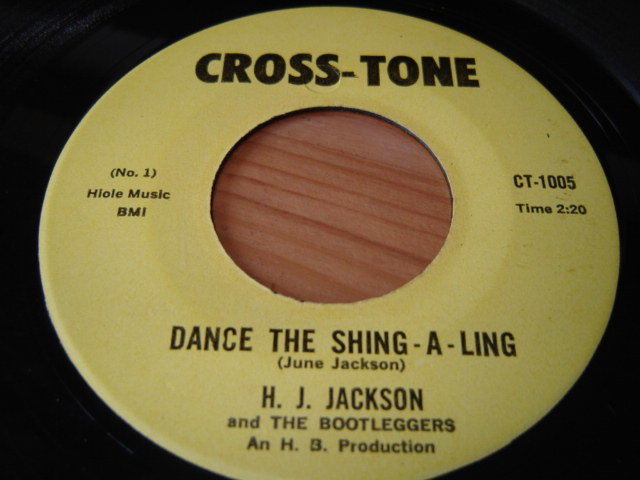 CROSS-TONE
(No. 1)
Hiole Music
BMI
CT-1005
Time 2:20
DANCE THE SHING-A-LING
(June Jackson)
H. J. JACKSON
and THE BOOTLEGGERS
An H. B. Production